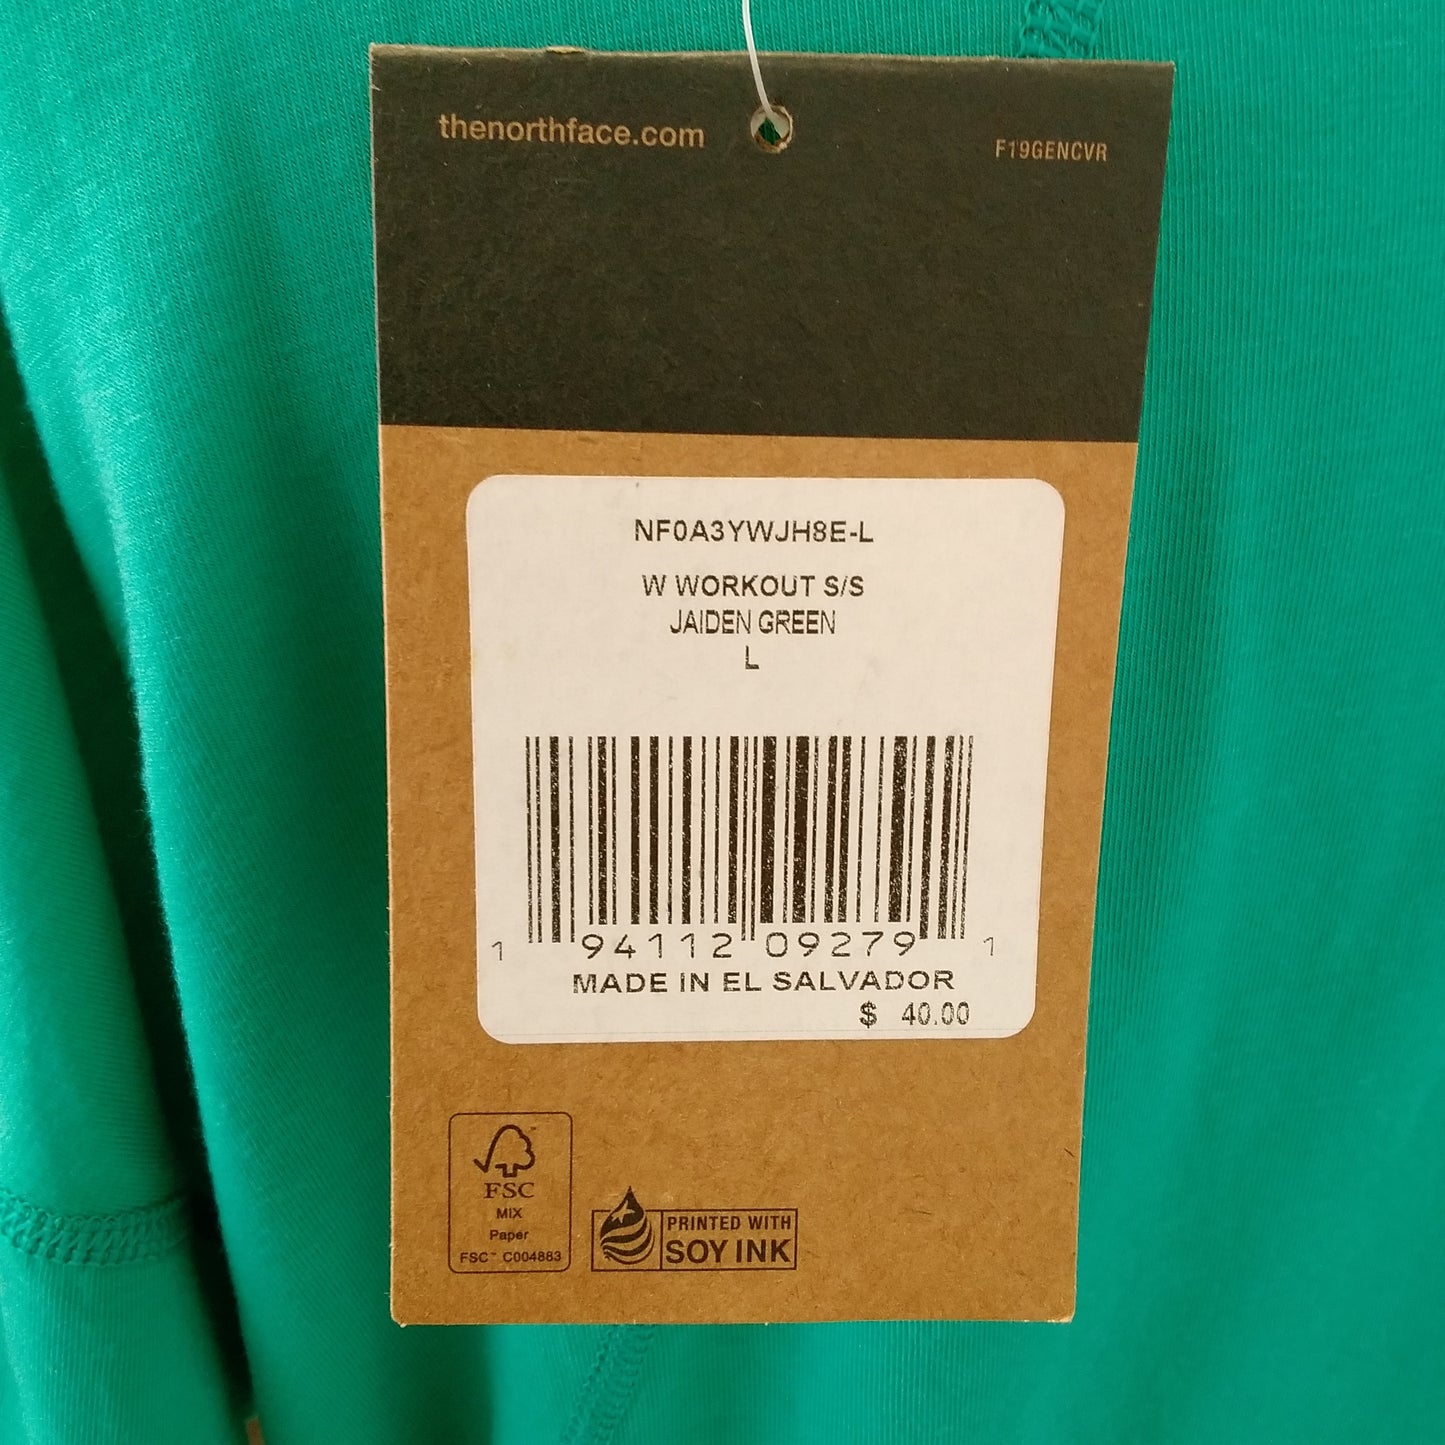 thenorthface.com
F19GENCVR
NF0A3YWJH8E-L
W WORKOUT S/S
JAIDEN GREEN
L
1 94112 09279 1
MADE IN EL SALVADOR
$ 40.00
FSC
MIX
Paper
FSC™ C004883
PRINTED WITH
SOY INK